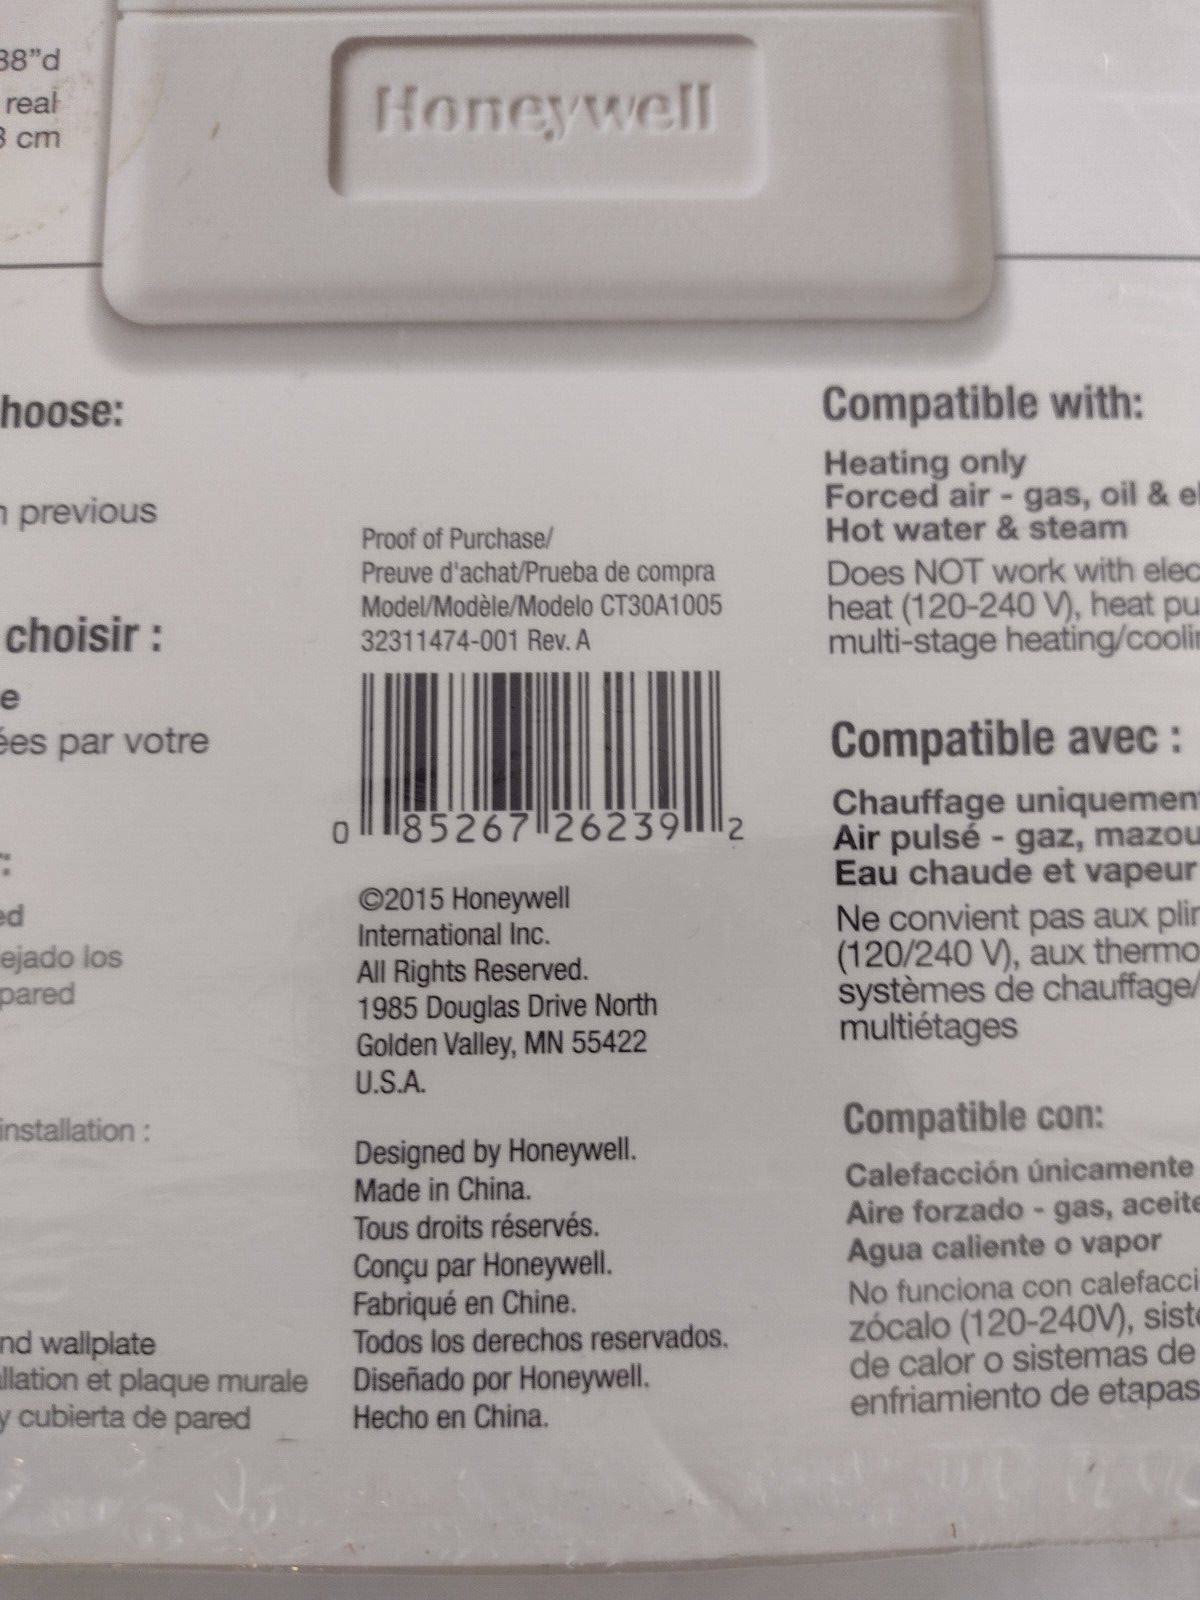 38”d
real
3 cm
Honeywell
hoose:
previous
choisir :
e
ées par votre
ed
ejado los
pared
installation :
nd wallplate
llation et plaque murale
y cubierta de pared
Proof of Purchase/
Preuve d'achat/Prueba de compra
Model/Modèle/Modelo CT30A1005
32311474-001 Rev. A
0 85267 26239 2
©2015 Honeywell
International Inc.
All Rights Reserved.
1985 Douglas Drive North
Golden Valley, MN 55422
U.S.A.
Designed by Honeywell.
Made in China.
Tous droits réservés.
Conçu par Honeywell.
Fabriqué en Chine.
Todos los derechos reservados.
Diseñado por Honeywell.
Hecho en China.
Compatible with:
Heating only
Forced air - gas, oil & el
Hot water & steam
Does NOT work with elec
heat (120-240 V), heat pu
multi-stage heating/coolin
Compatible avec :
Chauffage uniquement
Air pulsé - gaz, mazou
Eau chaude et vapeur
Ne convient pas aux plin
(120/240 V), aux thermo
systèmes de chauffage/
multiétages
Compatible con:
Calefacción únicamente
Aire forzado - gas, aceite
Agua caliente o vapor
No funciona con calefacci
zócalo (120-240V), siste
de calor o sistemas de
enfriamiento de etapas